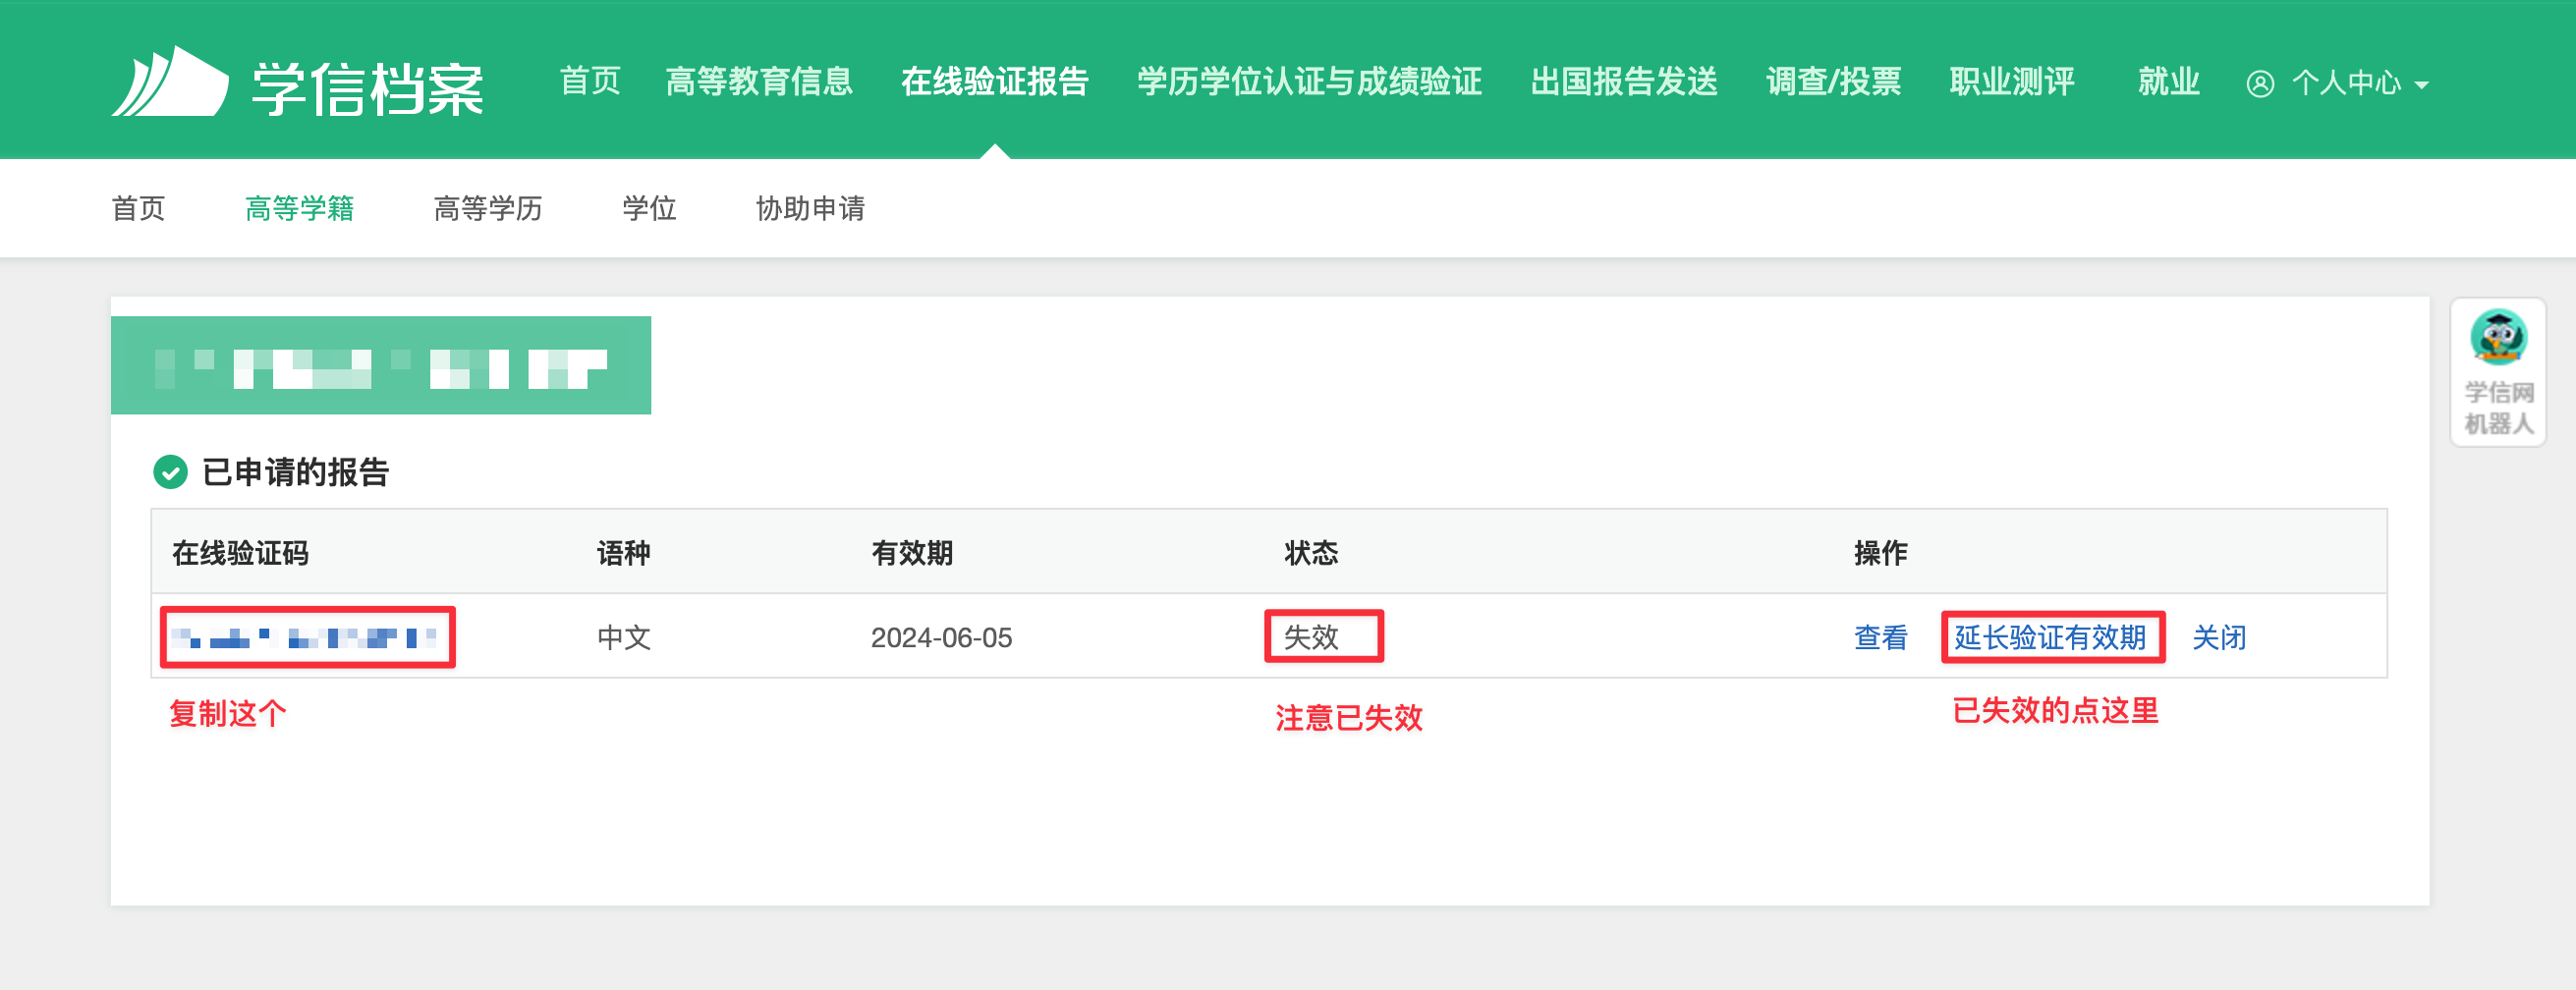 学信档案 首页 高等教育信息 在线验证报告 学历学位认证与成绩验证 出国报告发送 调查/投票 职业测评 就业 个人中心
首页 高等学籍 高等学历 学位 协助申请
学信网
机器人
已申请的报告
在线验证码 语种 有效期 状态 操作
中文 2024-06-05 失效 查看 延长验证有效期 关闭
复制这个 注意已失效 已失效的点这里